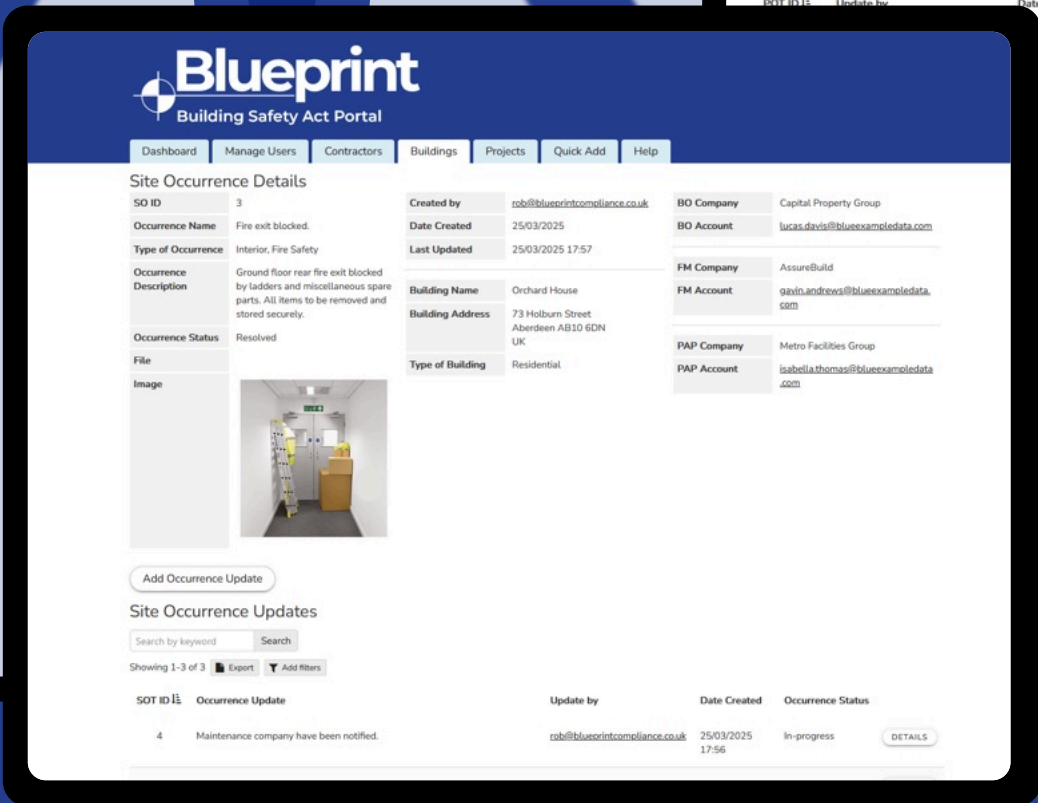 SOT ID Update by Date
Blueprint
Building Safety Act Portal
Dashboard Manage Users Contractors Buildings Projects Quick Add Help
Site Occurrence Details
SO ID 3
Occurrence Name Fire exit blocked.
Type of Occurrence Interior, Fire Safety
Occurrence
Description
Ground floor rear fire exit blocked
by ladders and miscellaneous spare
parts. All items to be removed and
stored securely.
Occurrence Status Resolved
File
Image
Created by rob@blueprintcompliance.co.uk
Date Created 25/03/2025
Last Updated 25/03/2025 17:57
Building Name Orchard House
Building Address 73 Holburn Street
Aberdeen AB10 6DN
UK
Type of Building Residential
BO Company Capital Property Group
BO Account lucas.davis@blueexampledata.com
FM Company AssureBuild
FM Account gavin.andrews@blueexampledata.
com
PAP Company Metro Facilities Group
PAP Account isabella.thomas@blueexampledata
.com
Add Occurrence Update
Site Occurrence Updates
Search by keyword Search
Showing 1-3 of 3 Export Add filters
SOT ID Occurrence Update Update by Date Created Occurrence Status
4 Maintenance company have been notified. rob@blueprintcompliance.co.uk 25/03/2025
17:56
In-progress DETAILS